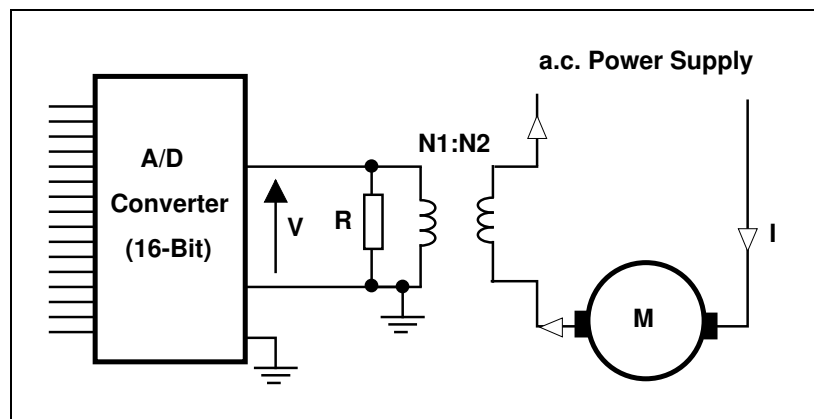 a.c. Power Supply
N1:N2
A/D
Converter
(16-Bit)
V
R
I
M